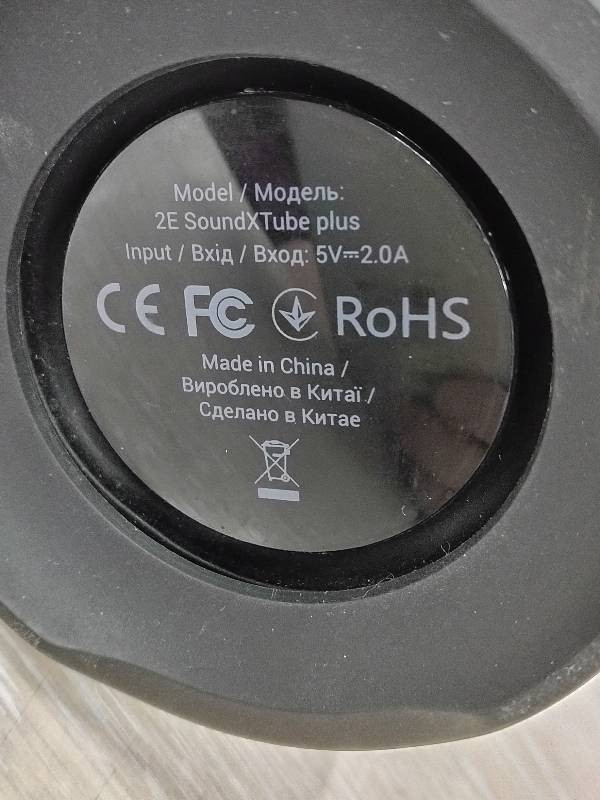 Model / Модель:
2E SoundXTube plus
Input / Вхід / Вход: 5V⎓2.0A
CE FC RoHS
Made in China /
Вироблено в Китаї /
Сделано в Китае